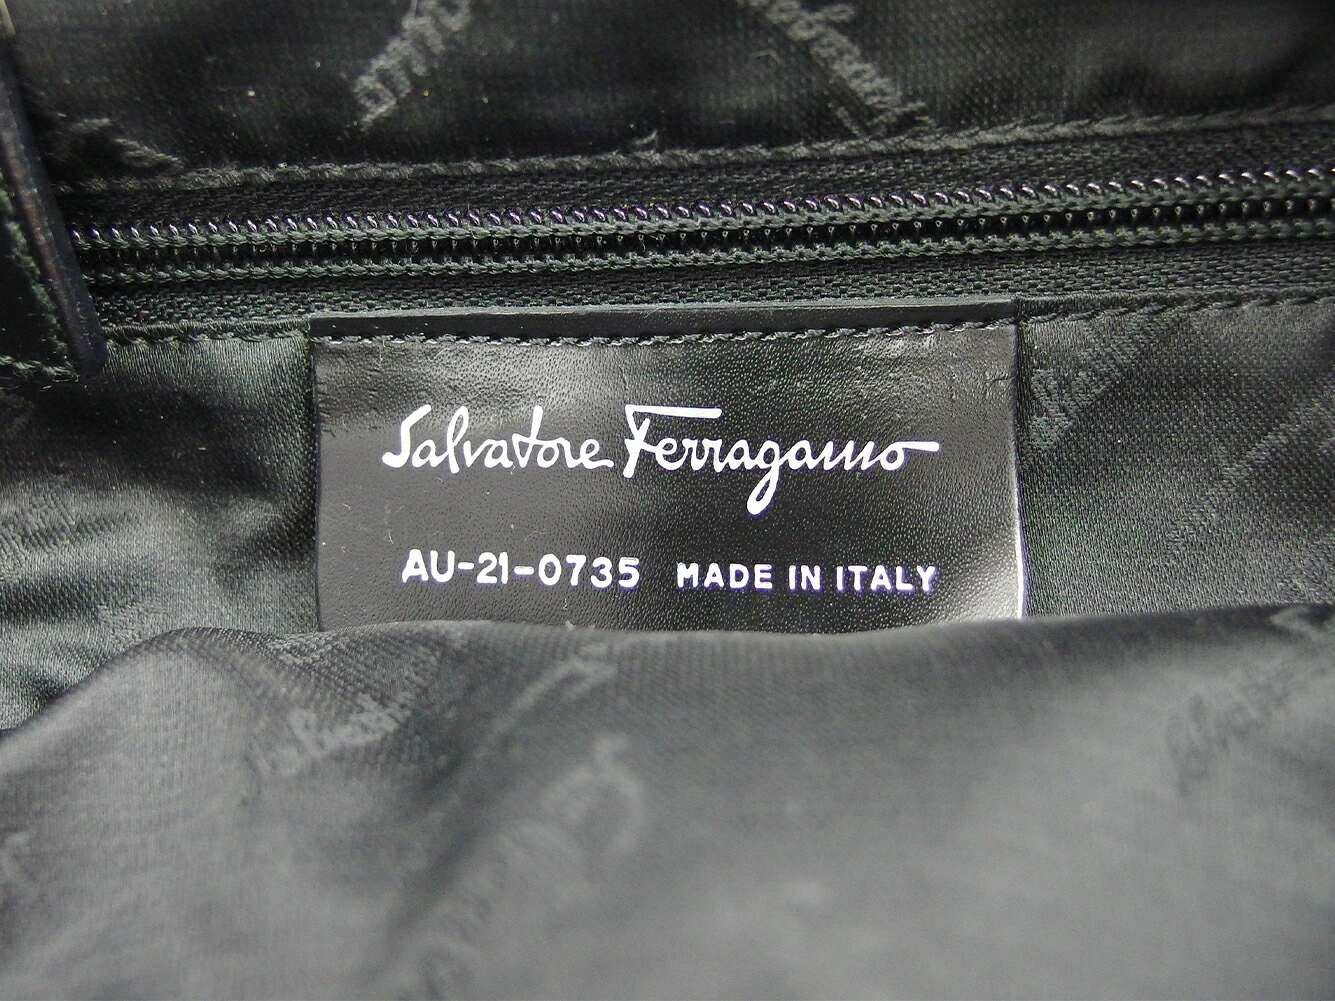 Salvatore Ferragamo
AU-21-0735 MADE IN ITALY